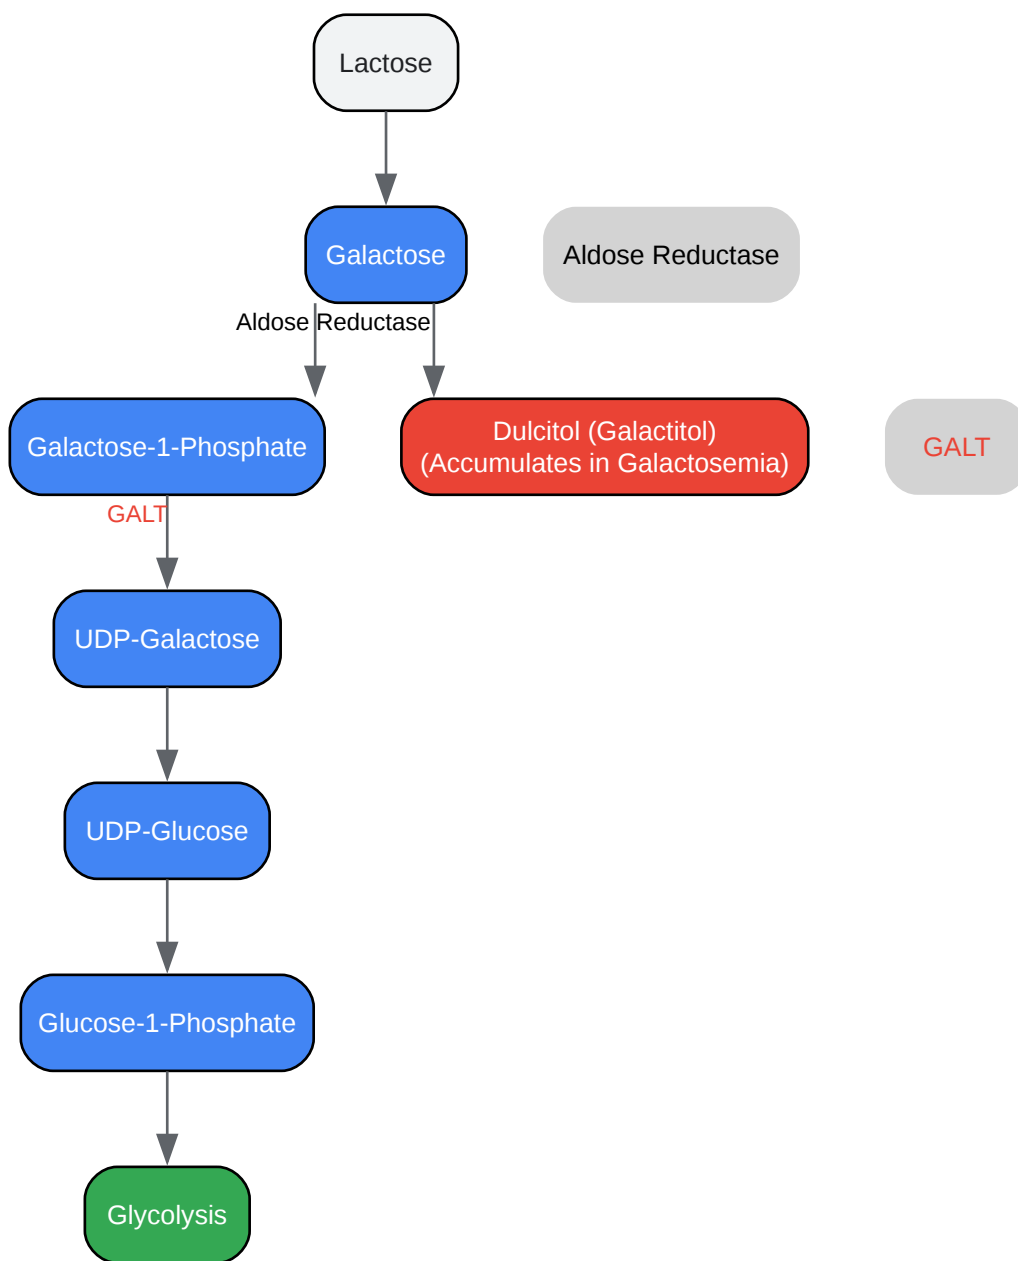 Lactose
Galactose
Aldose Reductase
Aldose Reductase
Galactose-1-Phosphate
Dulcitol (Galactitol)
(Accumulates in Galactosemia)
GALT
GALT
UDP-Galactose
UDP-Glucose
Glucose-1-Phosphate
Glycolysis